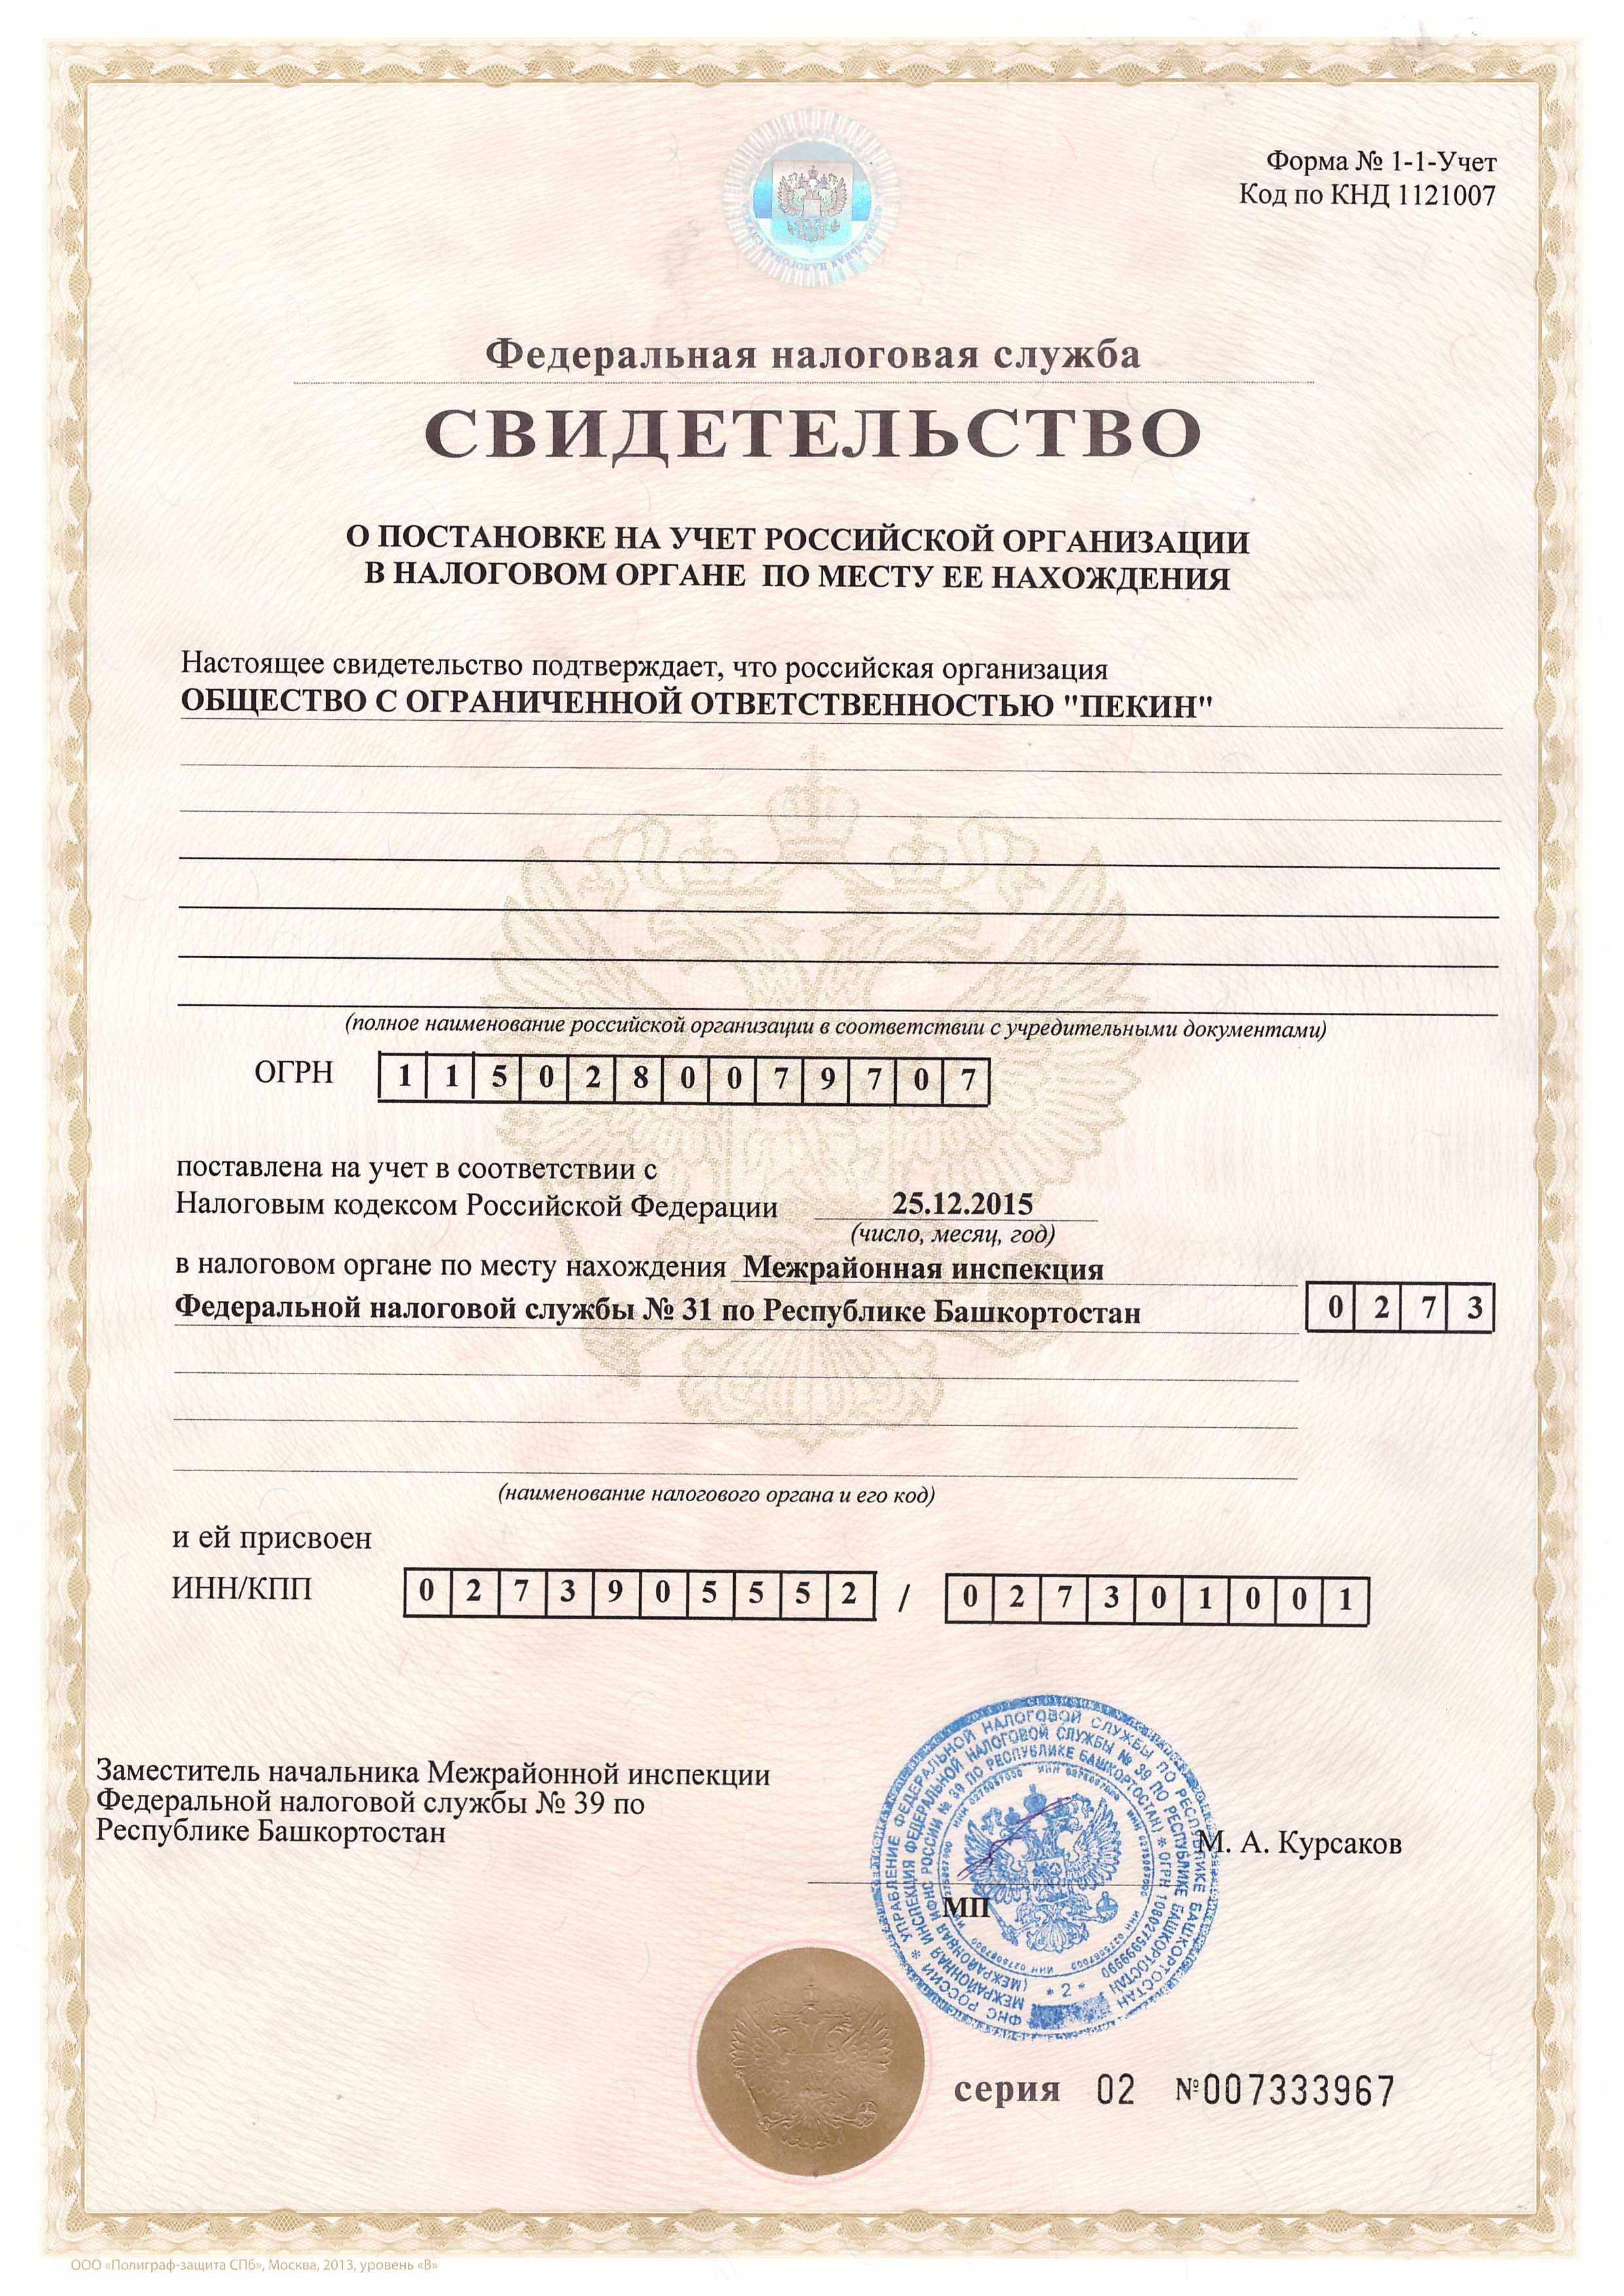 Форма № 1-1-Учет
Код по КНД 1121007
Федеральная налоговая служба
СВИДЕТЕЛЬСТВО
О ПОСТАНОВКЕ НА УЧЕТ РОССИЙСКОЙ ОРГАНИЗАЦИИ
В НАЛОГОВОМ ОРГАНЕ ПО МЕСТУ ЕЕ НАХОЖДЕНИЯ
Настоящее свидетельство подтверждает, что российская организация
ОБЩЕСТВО С ОГРАНИЧЕННОЙ ОТВЕТСТВЕННОСТЬЮ "ПЕКИН"
(полное наименование российской организации в соответствии с учредительными документами)
ОГРН 1 1 5 0 2 8 0 0 7 9 7 0 7
поставлена на учет в соответствии с
Налоговым кодексом Российской Федерации 25.12.2015
(число, месяц, год)
в налоговом органе по месту нахождения Межрайонная инспекция
Федеральной налоговой службы № 31 по Республике Башкортостан 0 2 7 3
(наименование налогового органа и его код)
и ей присвоен
ИНН/КПП 0 2 7 3 9 0 5 5 5 2 / 0 2 7 3 0 1 0 0 1
Заместитель начальника Межрайонной инспекции
Федеральной налоговой службы № 39 по
Республике Башкортостан
М. А. Курсаков
МП
УПРАВЛЕНИЕ ФЕДЕРАЛЬНОЙ НАЛОГОВОЙ СЛУЖБЫ ПО РЕСПУБЛИКЕ БАШКОРТОСТАН
ФНС РОССИИ
МЕЖРАЙОННАЯ ИНСПЕКЦИЯ ФЕДЕРАЛЬНОЙ НАЛОГОВОЙ СЛУЖБЫ № 39 ПО РЕСПУБЛИКЕ БАШКОРТОСТАН
(МЕЖРАЙОННАЯ ИФНС РОССИИ № 39 ПО РЕСПУБЛИКЕ БАШКОРТОСТАН) * ОГРН 1080275999990
* 2 *
серия 02 №007333967
ООО «Полиграф-защита СПб», Москва, 2013, уровень «В»